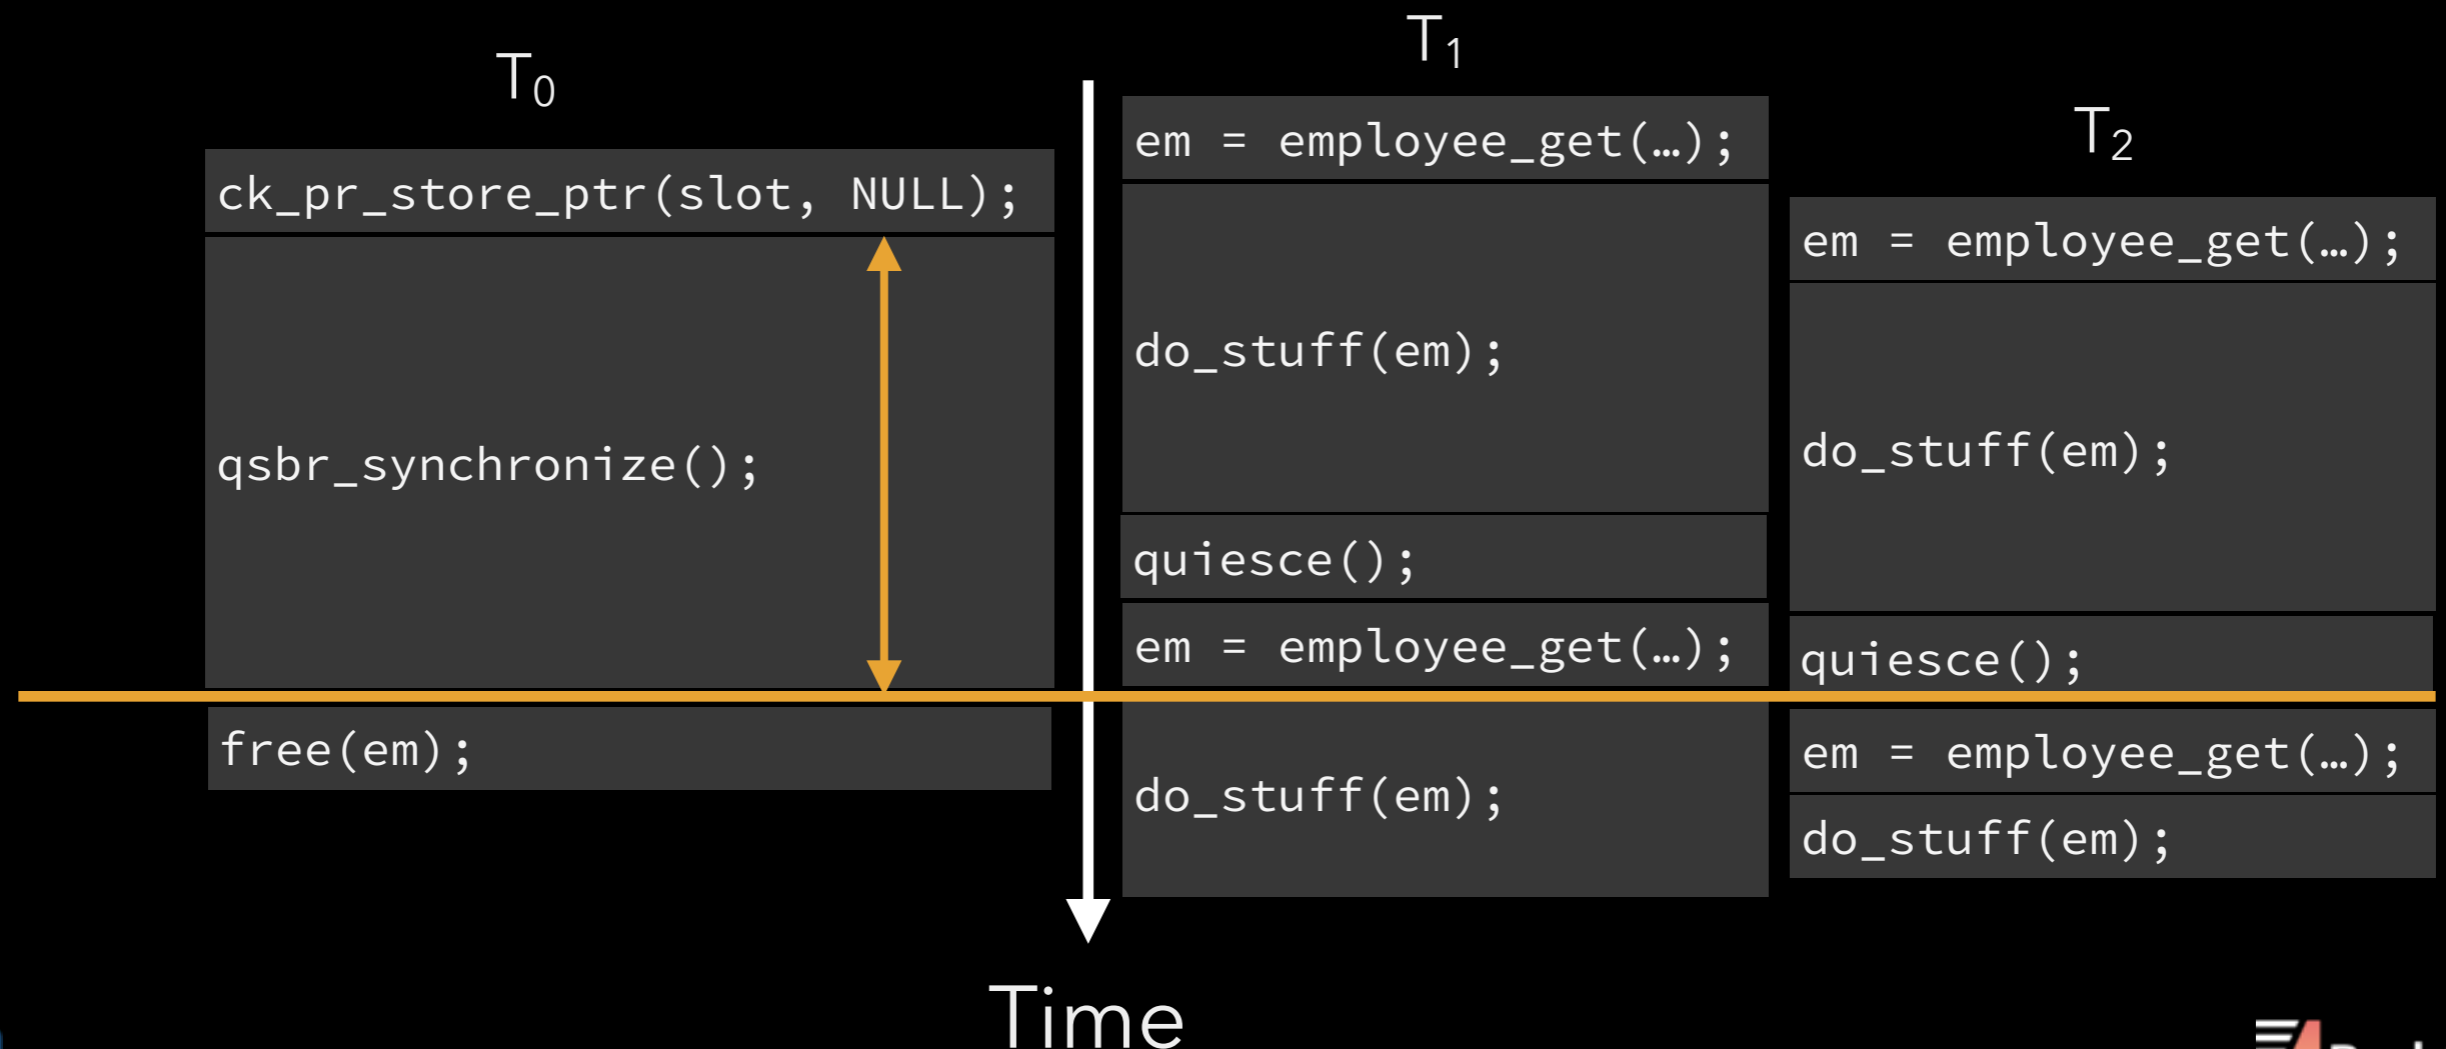 T0
ck_pr_store_ptr(slot, NULL);
qsbr_synchronize();
free(em);
T1
em = employee_get(…);
do_stuff(em);
quiesce();
em = employee_get(…);
do_stuff(em);
T2
em = employee_get(…);
do_stuff(em);
quiesce();
em = employee_get(…);
do_stuff(em);
Time